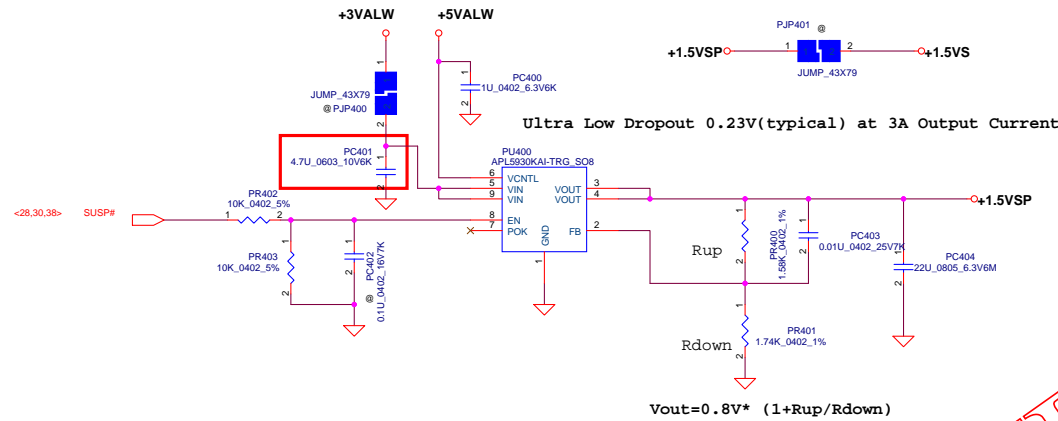 +3VALW
+5VALW
PJP401
@
+1.5VSP
1
2
+1.5VS
JUMP_43X79
1
JUMP_43X79
@ PJP400
2
1
PC400
1U_0402_6.3V6K
2
Ultra Low Dropout 0.23V(typical) at 3A Output Current
PC401
4.7U_0603_10V6K
1
2
PU400
APL5930KAI-TRG_SO8
6
VCNTL
5
VIN
9
VIN
VOUT
3
VOUT
4
8
EN
7
POK
GND
FB
2
1
<28,30,38>
SUSP#
PR402
10K_0402_5%
1
2
PR403
10K_0402_5%
1
2
1
2
@
PC402
0.1U_0402_16V7K
+1.5VSP
Rup
1
2
PR400
1.58K_0402_1%
1
2
PC403
0.01U_0402_25V7K
1
2
PC404
22U_0805_6.3V6M
Rdown
1
2
PR401
1.74K_0402_1%
Vout=0.8V* (1+Rup/Rdown)